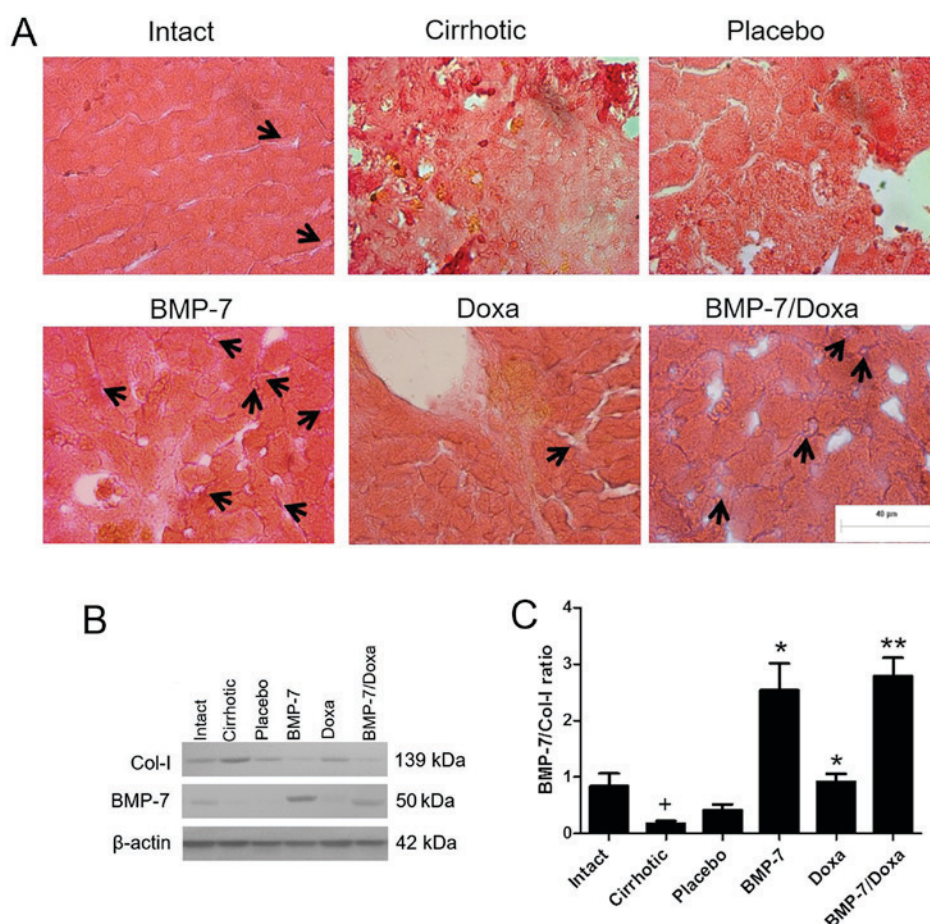 A
Intact
Cirrhotic
Placebo
BMP-7
Doxa
BMP-7/Doxa
40 µm
B
Intact
Cirrhotic
Placebo
BMP-7
Doxa
BMP-7/Doxa
Col-I
139 kDa
BMP-7
50 kDa
β-actin
42 kDa
C
BMP-7/Col-I ratio
4
3
2
1
0
+
*
*
**
Intact
Cirrhotic
Placebo
BMP-7
Doxa
BMP-7/Doxa